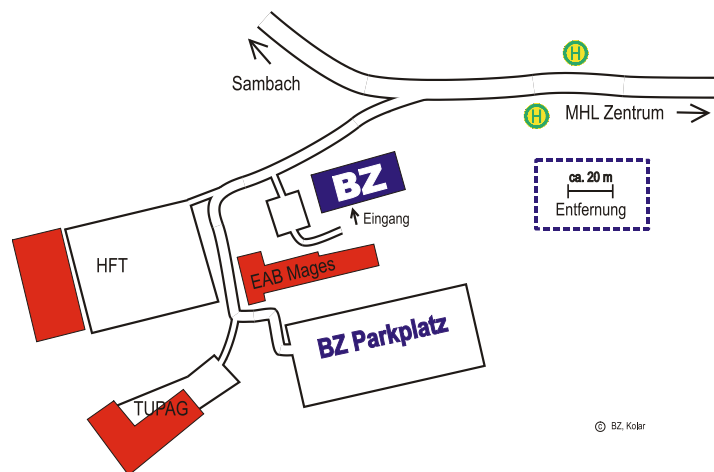 H
Sambach
H
MHL Zentrum
BZ
ca. 20 m
Entfernung
Eingang
HFT
EAB Mages
BZ Parkplatz
TUPAG
© BZ, Kolar